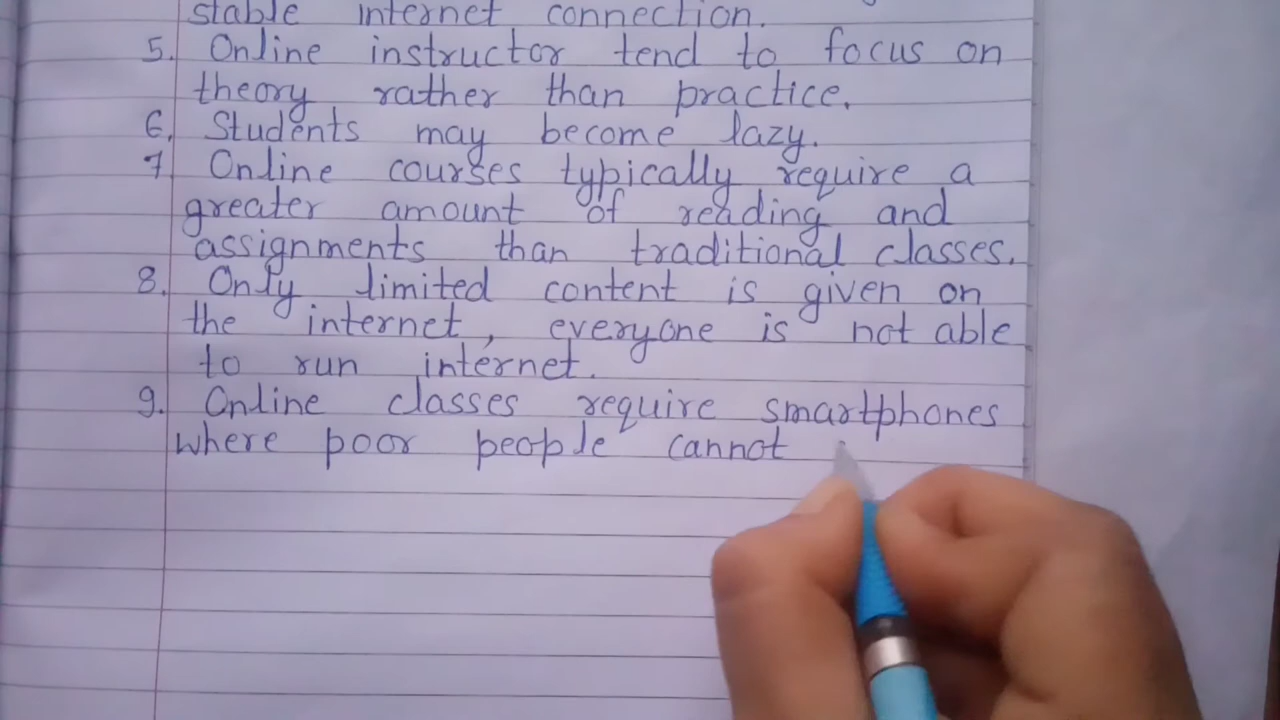 stable internet connection.
5. Online instructor tend to focus on
theory rather than practice.
6. Students may become lazy.
7 Online courses typically require a
greater amount of reading and
assignments than traditional classes.
8. Only limited content is given on
the internet, everyone is not able
to run internet.
9. Online classes require smartphones
where poor people cannot